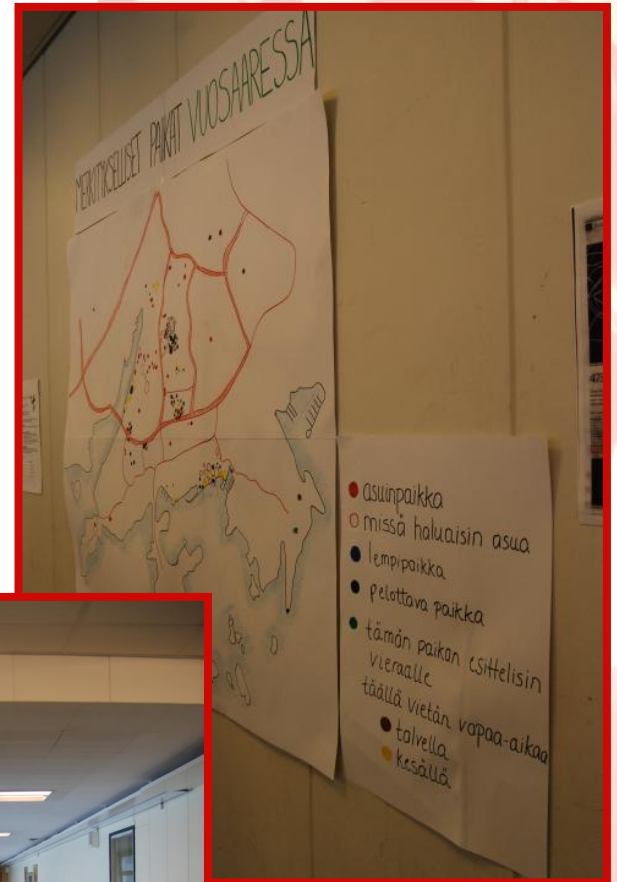 MERKITYKSELLISET PAIKAT VUOSAARESSA
asuinpaikka
missä haluaisin asua
lempipaikka
pelottava paikka
tämän paikan esittelisin
vieraalle
täällä vietän vapaa-aikaa
talvella
kesällä